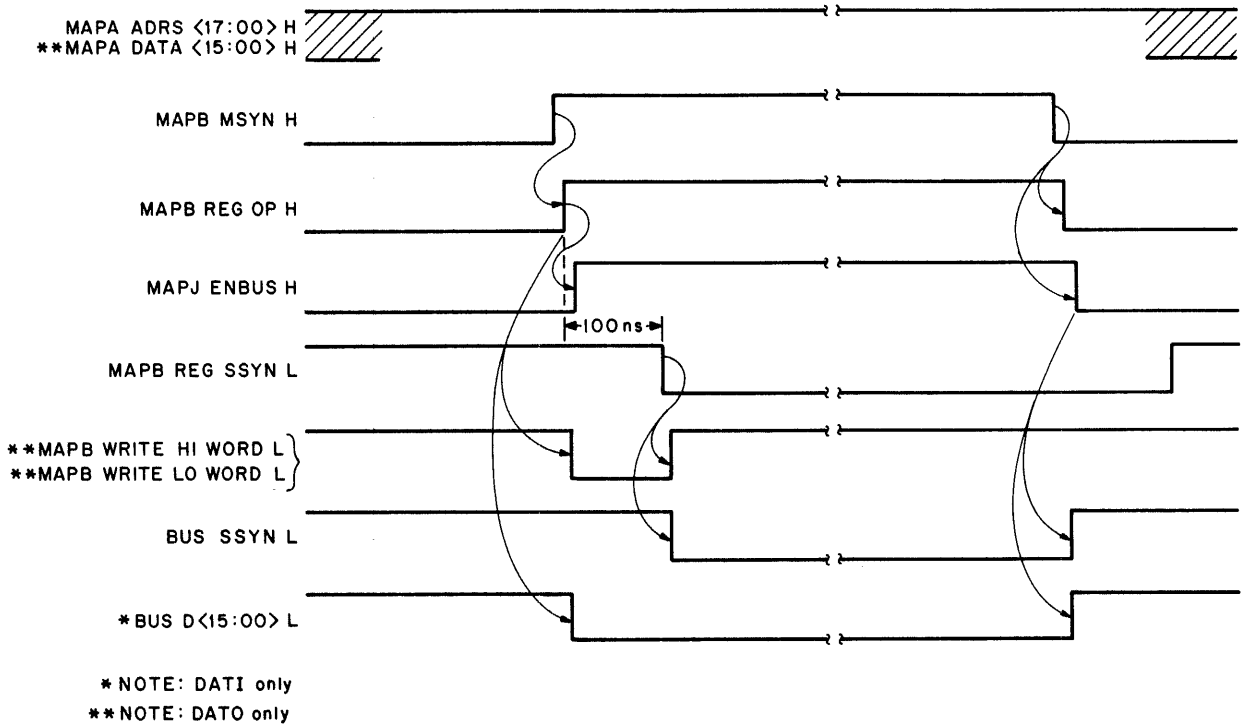 MAPA ADRS <17:00> H
**MAPA DATA <15:00> H
MAPB MSYN H
MAPB REG OP H
MAPJ ENBUS H
100ns
MAPB REG SSYN L
**MAPB WRITE HI WORD L
**MAPB WRITE LO WORD L
BUS SSYN L
*BUS D<15:00> L
*NOTE: DATI only
**NOTE: DATO only